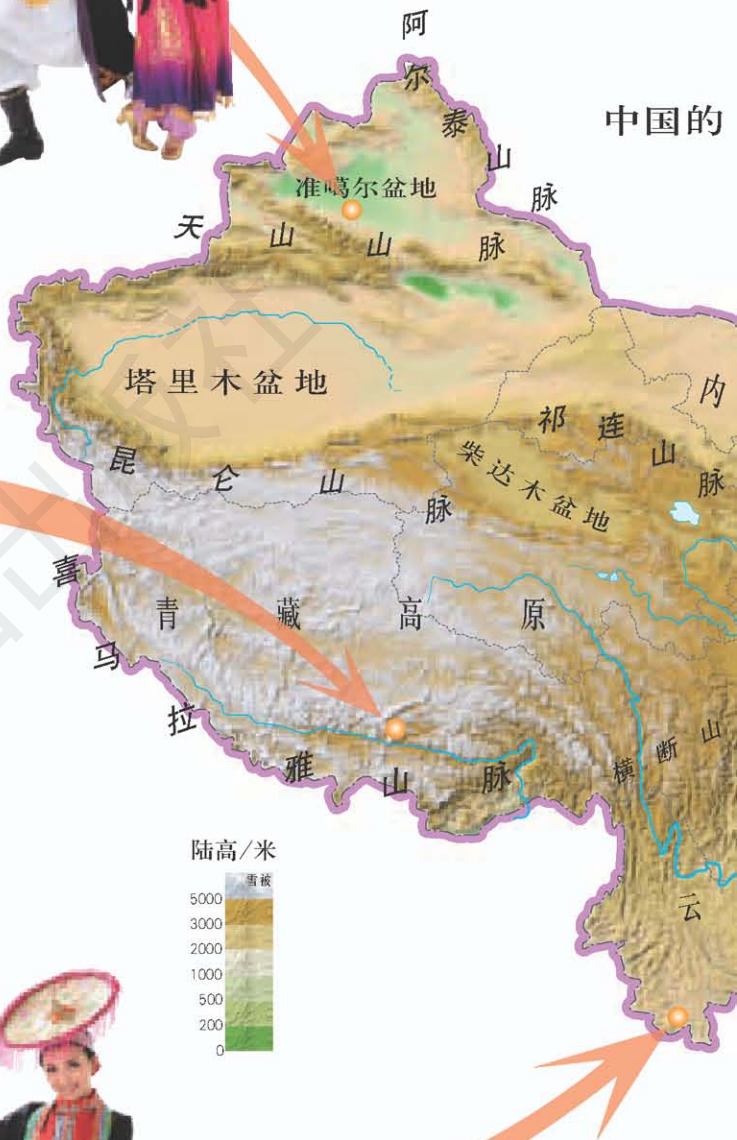 中国的
阿尔泰山脉
准噶尔盆地
天山山脉
塔里木盆地
内
祁连山脉
柴达木盆地
昆仑山脉
青藏高原
喜马拉雅山脉
横断山
云
陆高/米
雪被
5000
3000
2000
1000
500
200
0